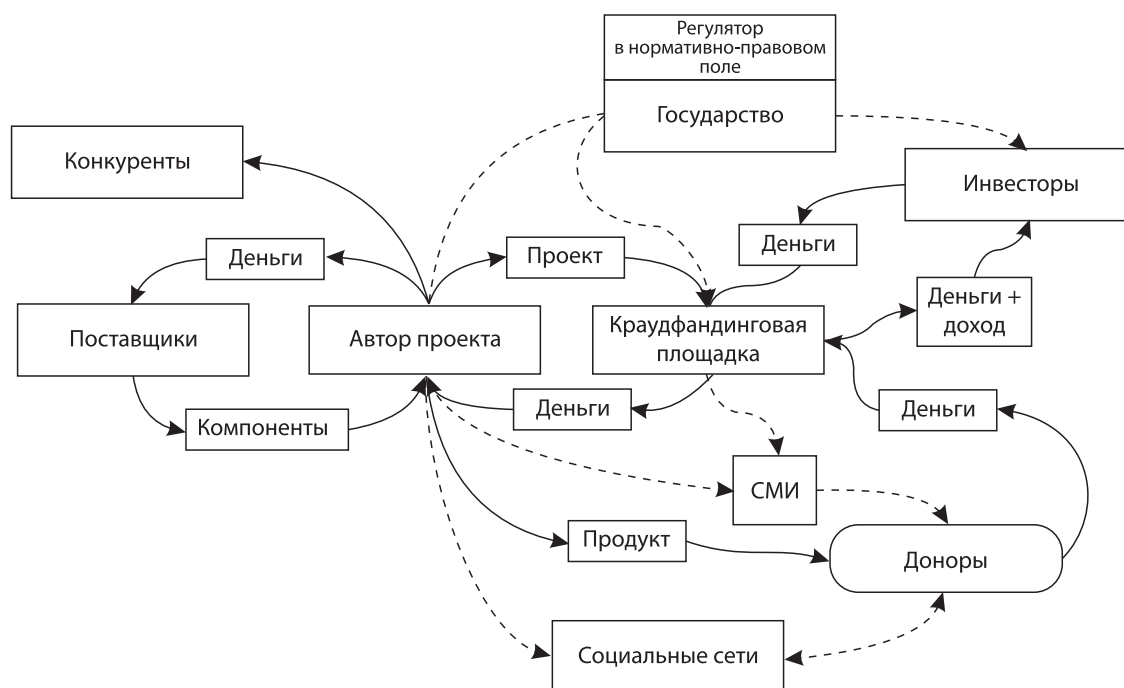 Регулятор
в нормативно-правовом
поле
Государство
Конкуренты
Инвесторы
Деньги
Проект
Деньги
Деньги +
доход
Поставщики
Автор проекта
Краудфандинговая
площадка
Компоненты
Деньги
Деньги
СМИ
Продукт
Доноры
Социальные сети